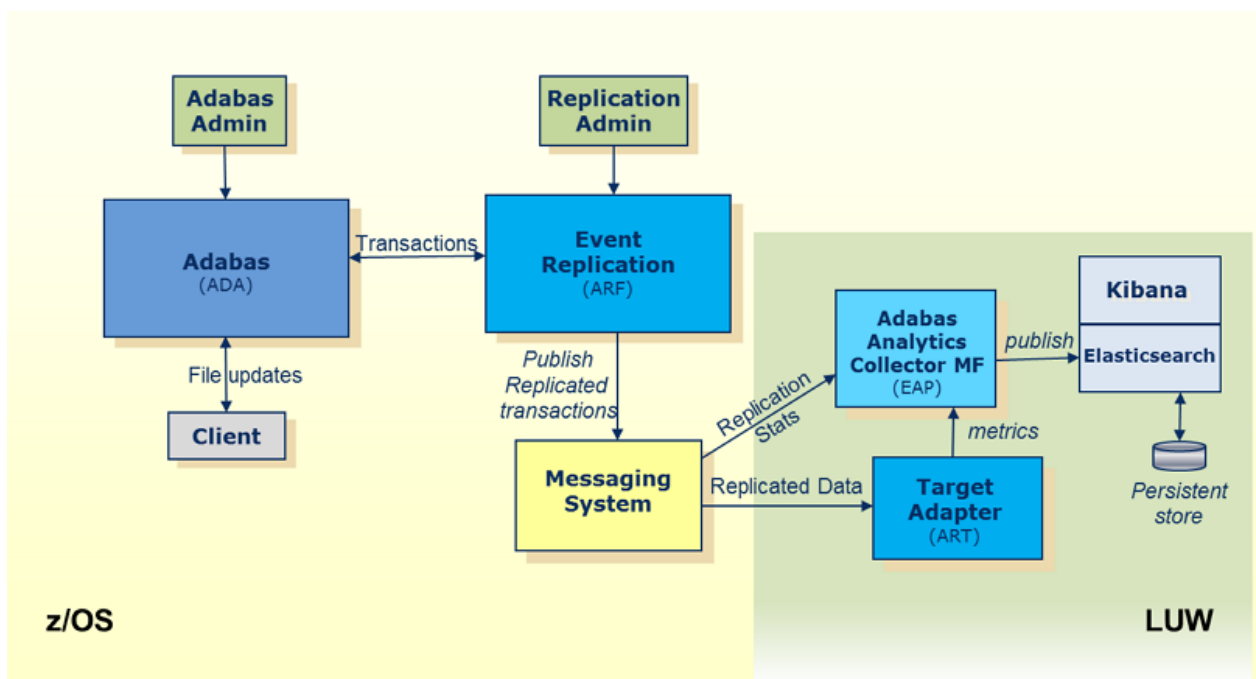 Adabas
Admin
Replication
Admin
Adabas
(ADA)
Transactions
Event
Replication
(ARF)
File updates
Client
Publish
Replicated
transactions
Messaging
System
Replication
Stats
Replicated Data
Adabas
Analytics
Collector MF
(EAP)
publish
Kibana
Elasticsearch
metrics
Target
Adapter
(ART)
Persistent
store
z/OS
LUW